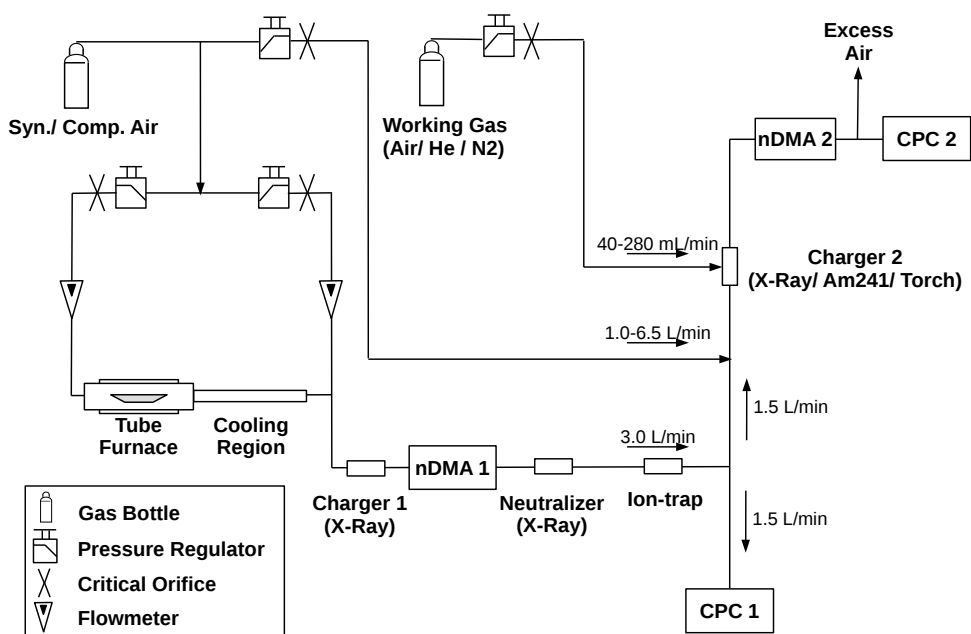 Excess
Air
Syn./ Comp. Air
Working Gas
(Air/ He / N2)
nDMA 2
CPC 2
40-280 mL/min
Charger 2
(X-Ray/ Am241/ Torch)
1.0-6.5 L/min
Tube
Furnace
Cooling
Region
1.5 L/min
3.0 L/min
nDMA 1
Charger 1
(X-Ray)
Neutralizer
(X-Ray)
Ion-trap
1.5 L/min
CPC 1
Gas Bottle
Pressure Regulator
Critical Orifice
Flowmeter